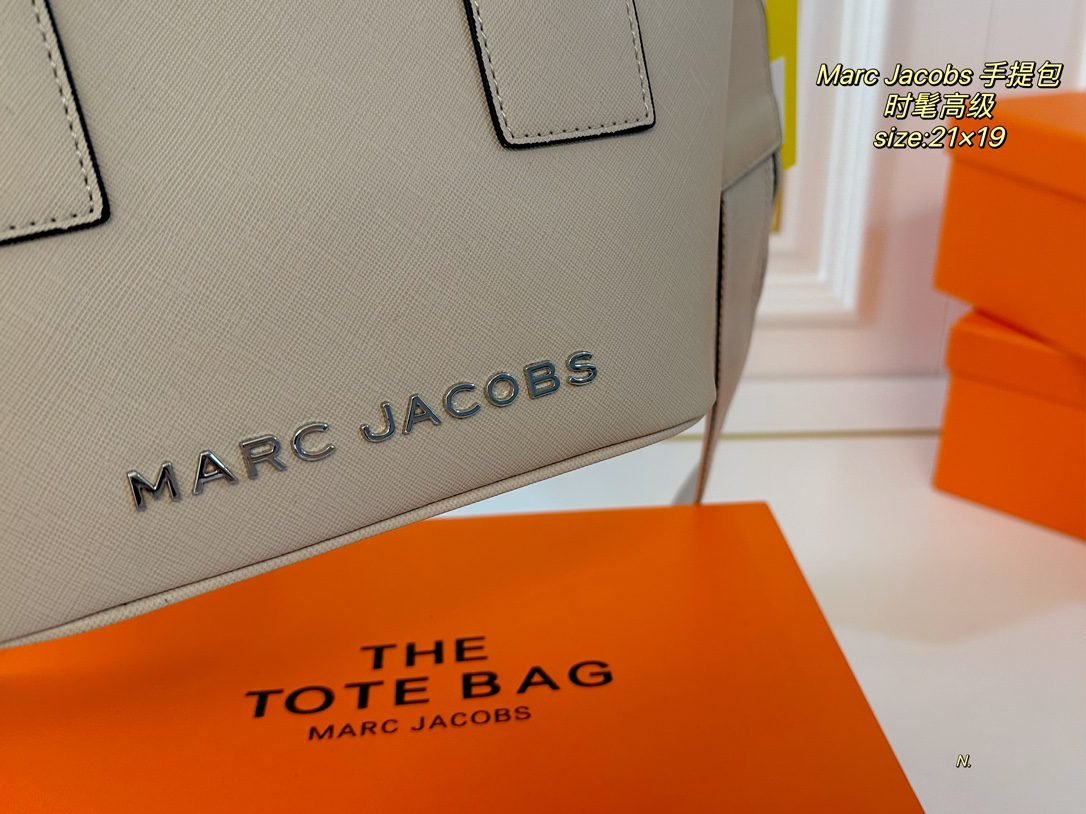 Marc Jacobs 手提包
时髦高级
size:21×19
MARC JACOBS
THE
TOTE BAG
MARC JACOBS
N.